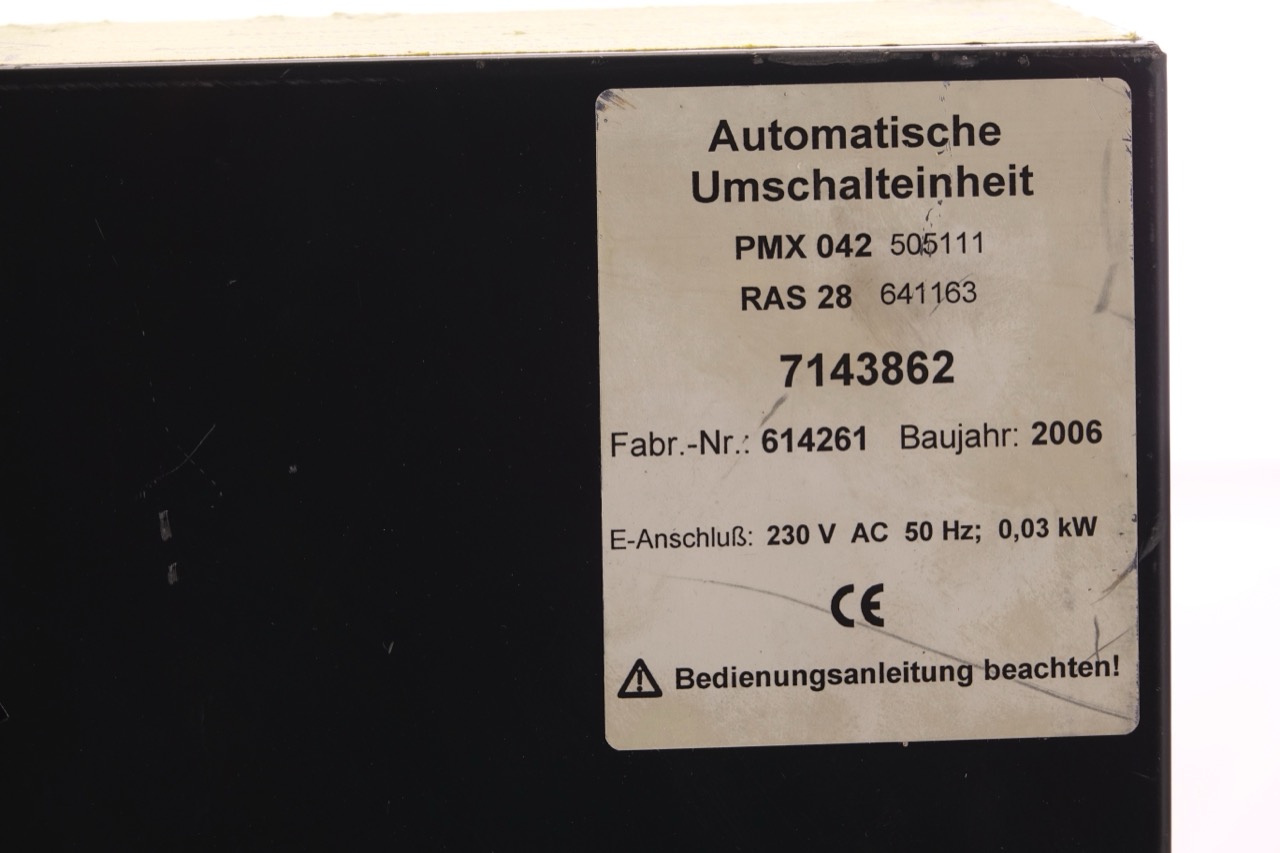 Automatische
Umschalteinheit
PMX 042 505111
RAS 28 641163
7143862
Fabr.-Nr.: 614261 Baujahr: 2006
E-Anschluß: 230 V AC 50 Hz; 0,03 kW
CE
Bedienungsanleitung beachten!